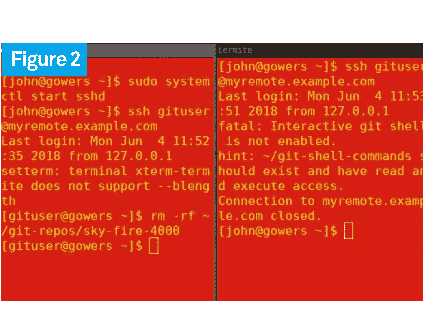 Figure 2
termite
[john@gowers ~]$ sudo system
ctl start sshd
[john@gowers ~]$ ssh gituser
@myremote.example.com
Last login: Mon Jun  4 11:52
:35 2018 from 127.0.0.1
setterm: terminal xterm-term
ite does not support --bleng
th
[gituser@gowers ~]$ rm -rf ~
/git-repos/sky-fire-4000
[gituser@gowers ~]$
[john@gowers ~]$ ssh gituser
@myremote.example.com
Last login: Mon Jun  4 11:53
:51 2018 from 127.0.0.1
fatal: Interactive git shell
is not enabled.
hint: ~/git-shell-commands s
hould exist and have read an
d execute access.
Connection to myremote.examp
le.com closed.
[john@gowers ~]$